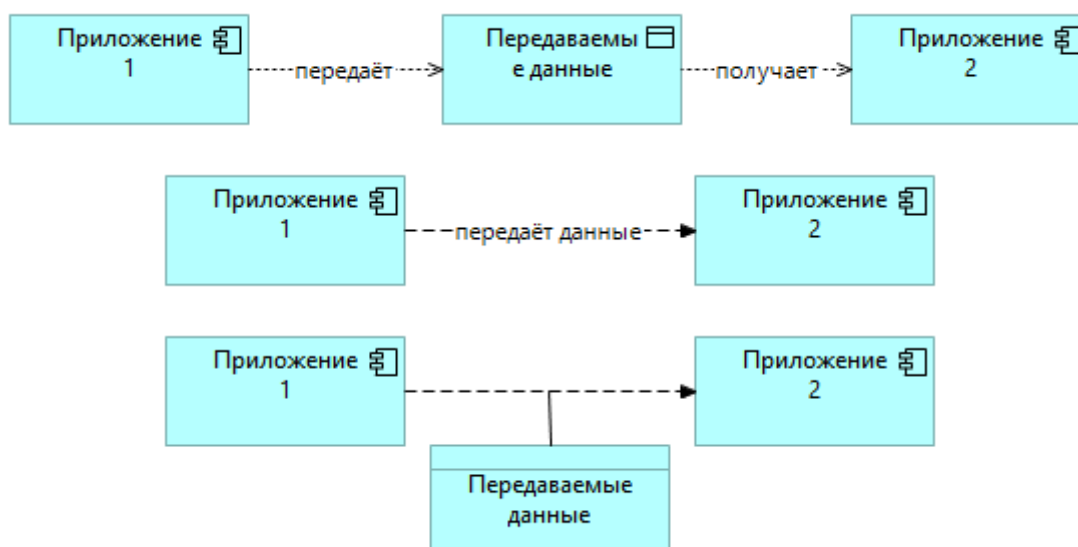 Приложение
1
передаёт
Передаваемы
е данные
получает
Приложение
2
Приложение
1
передаёт данные
Приложение
2
Приложение
1
Приложение
2
Передаваемые
данные